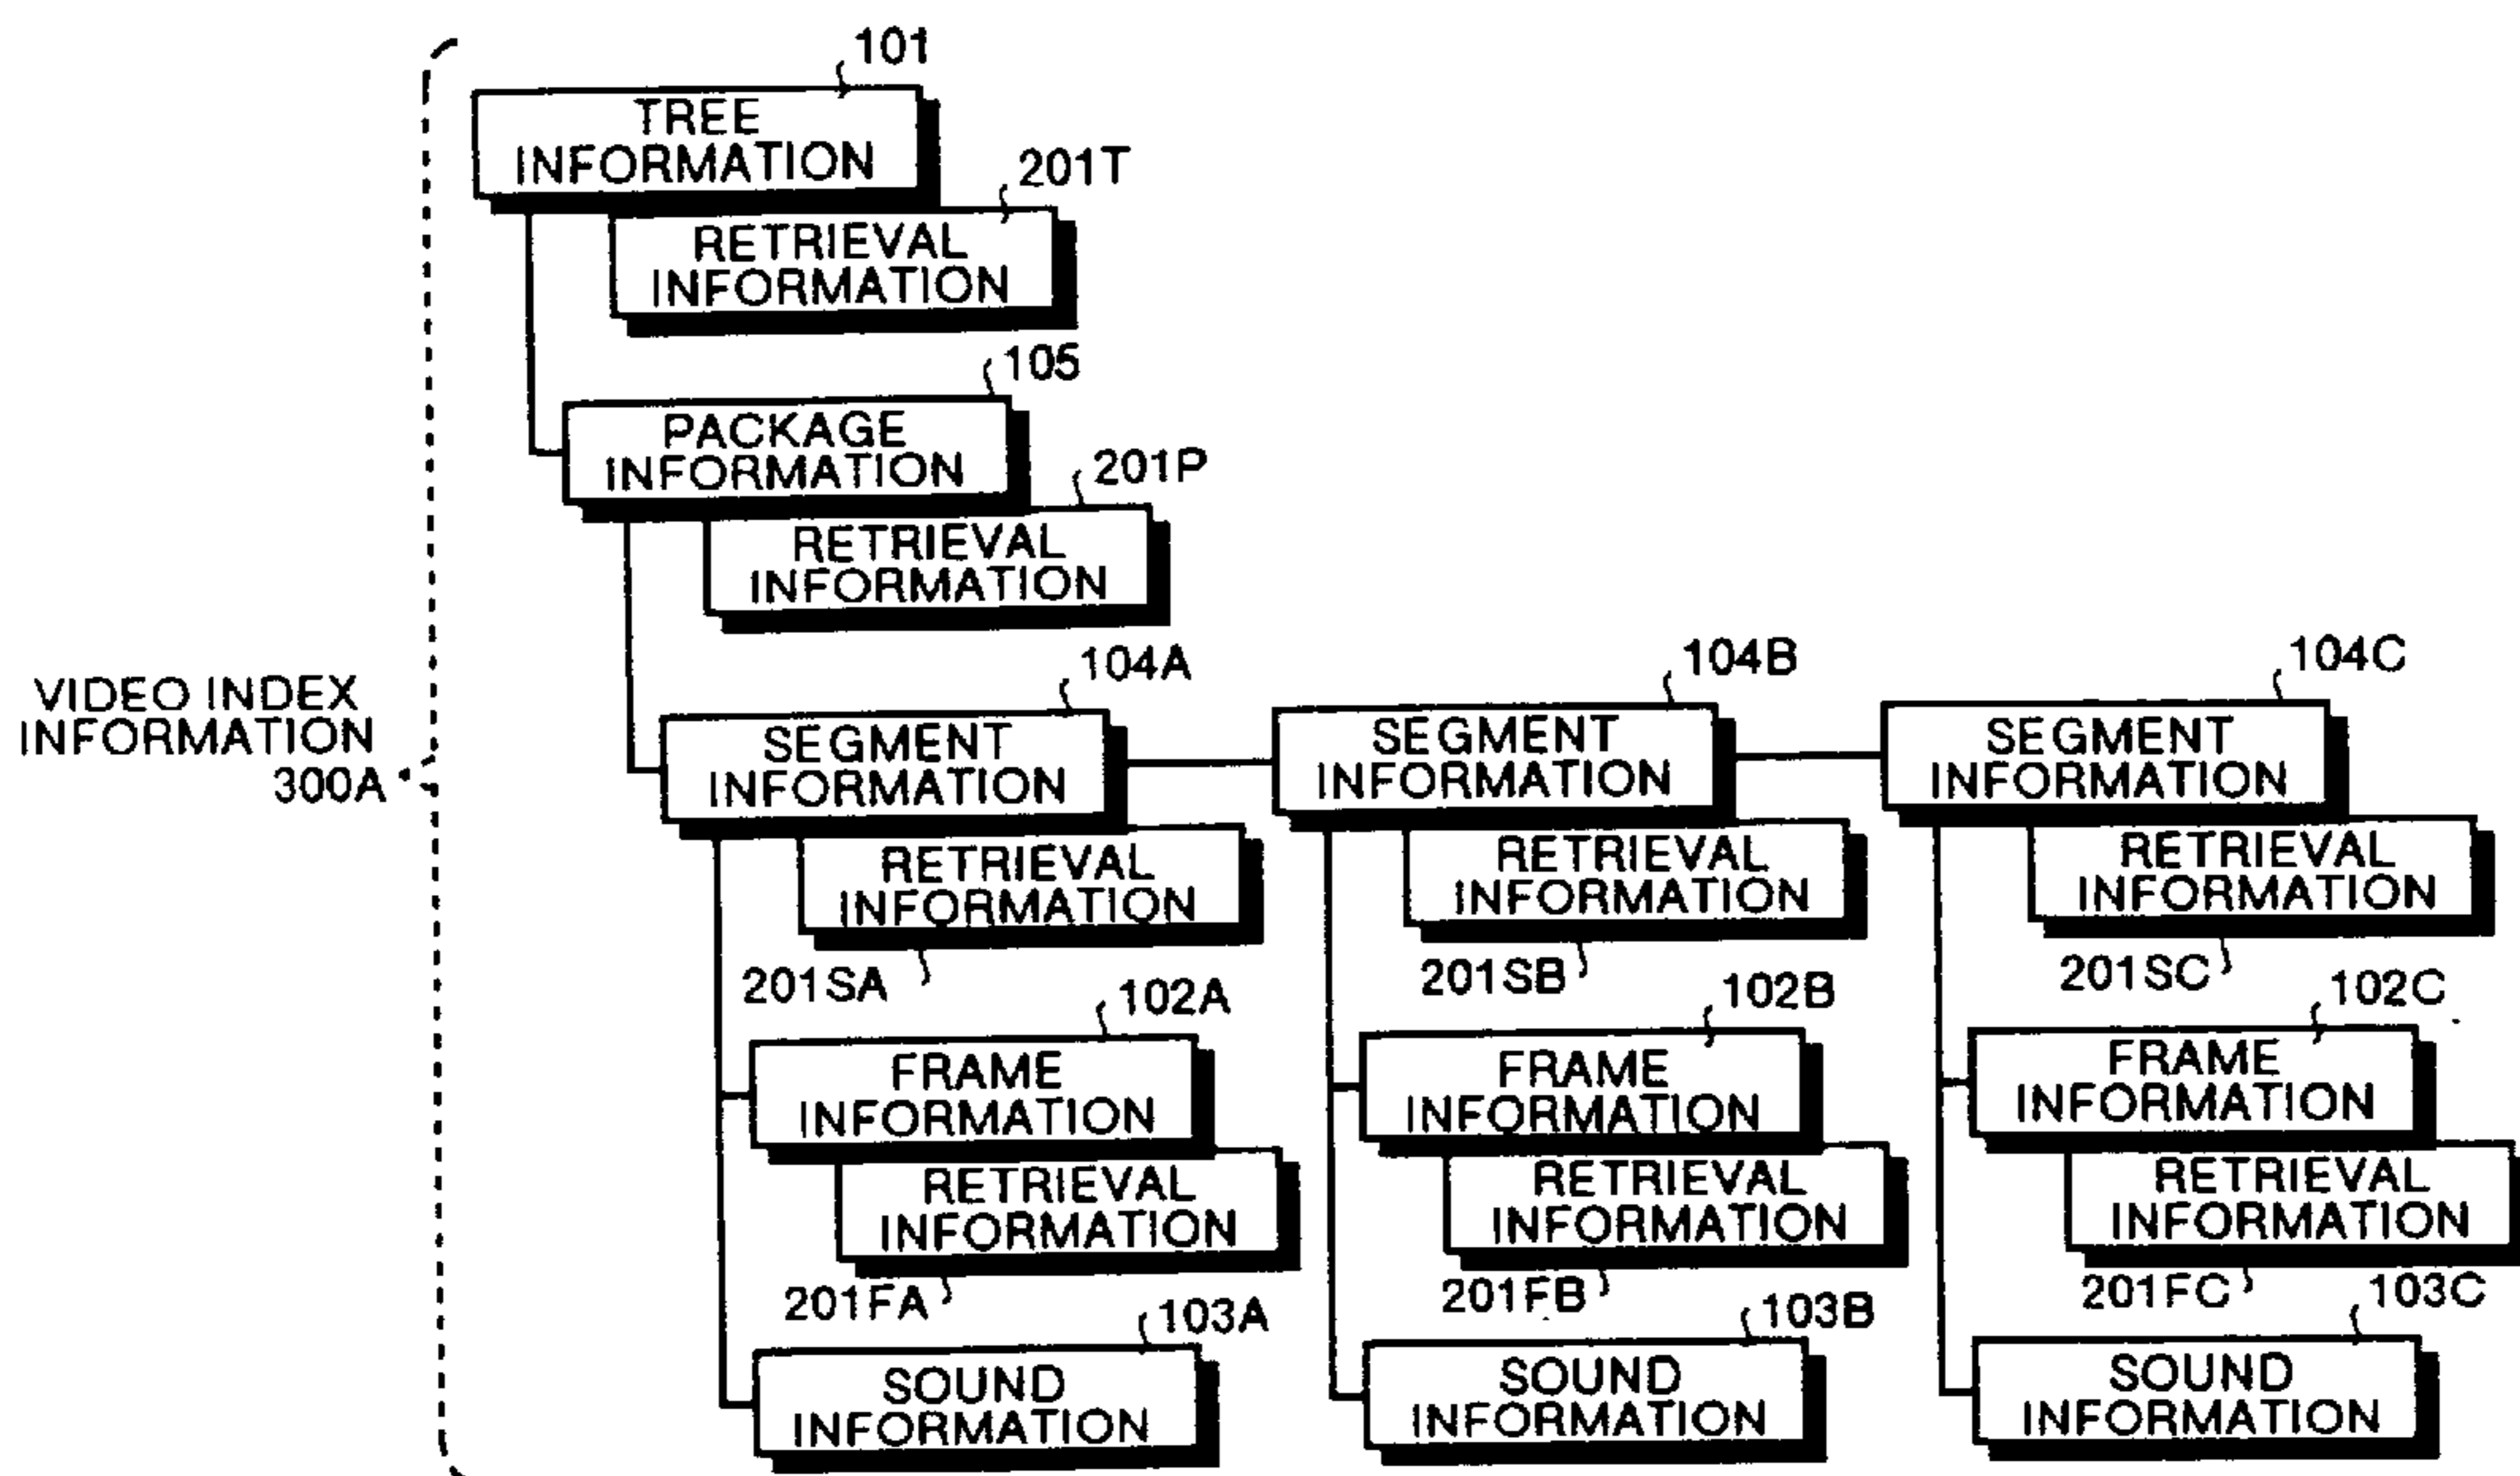 101
TREE
INFORMATION
201T
RETRIEVAL
INFORMATION
105
PACKAGE
INFORMATION
201P
RETRIEVAL
INFORMATION
VIDEO INDEX
INFORMATION
300A
104A
SEGMENT
INFORMATION
104B
SEGMENT
INFORMATION
104C
SEGMENT
INFORMATION
RETRIEVAL
INFORMATION
201SA
RETRIEVAL
INFORMATION
201SB
RETRIEVAL
INFORMATION
201SC
102A
FRAME
INFORMATION
102B
FRAME
INFORMATION
102C
FRAME
INFORMATION
RETRIEVAL
INFORMATION
201FA
RETRIEVAL
INFORMATION
201FB
RETRIEVAL
INFORMATION
201FC
103A
SOUND
INFORMATION
103B
SOUND
INFORMATION
103C
SOUND
INFORMATION